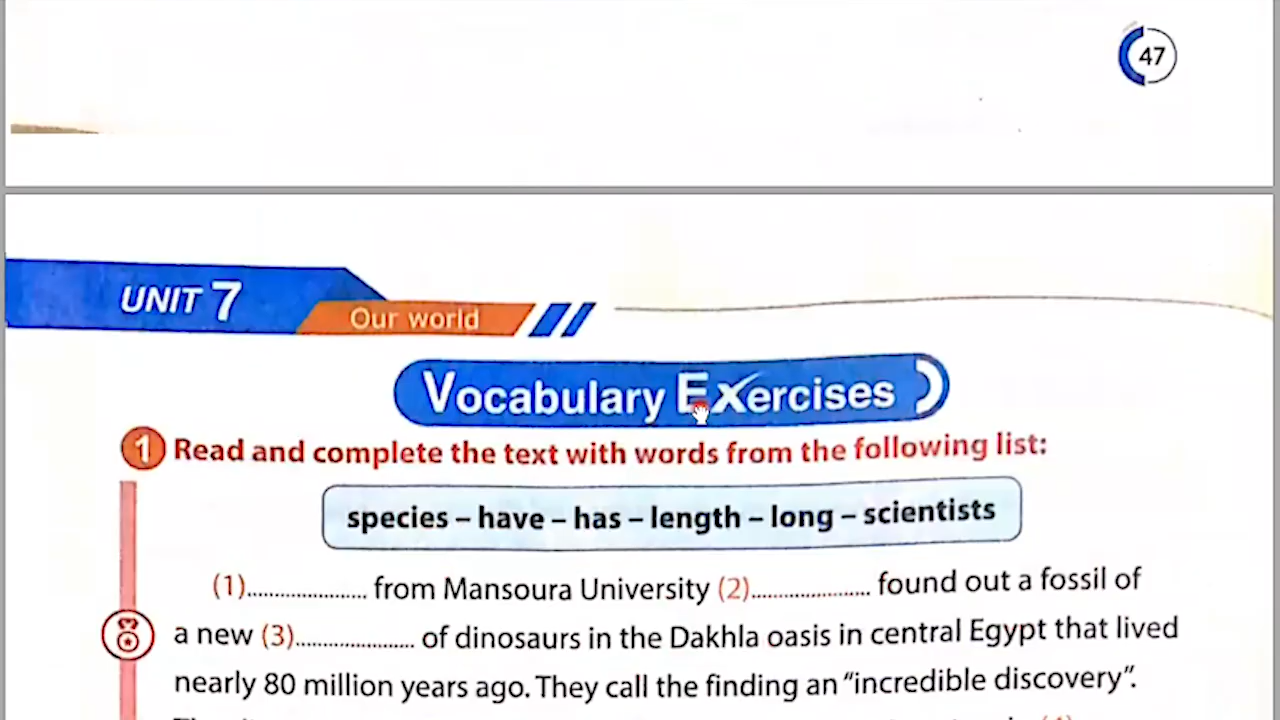 47
UNIT 7
Our world
Vocabulary Exercises
1 Read and complete the text with words from the following list:
species – have – has – length – long – scientists
(1)...................... from Mansoura University (2)...................... found out a fossil of
a new (3)...................... of dinosaurs in the Dakhla oasis in central Egypt that lived
nearly 80 million years ago. They call the finding an “incredible discovery”.